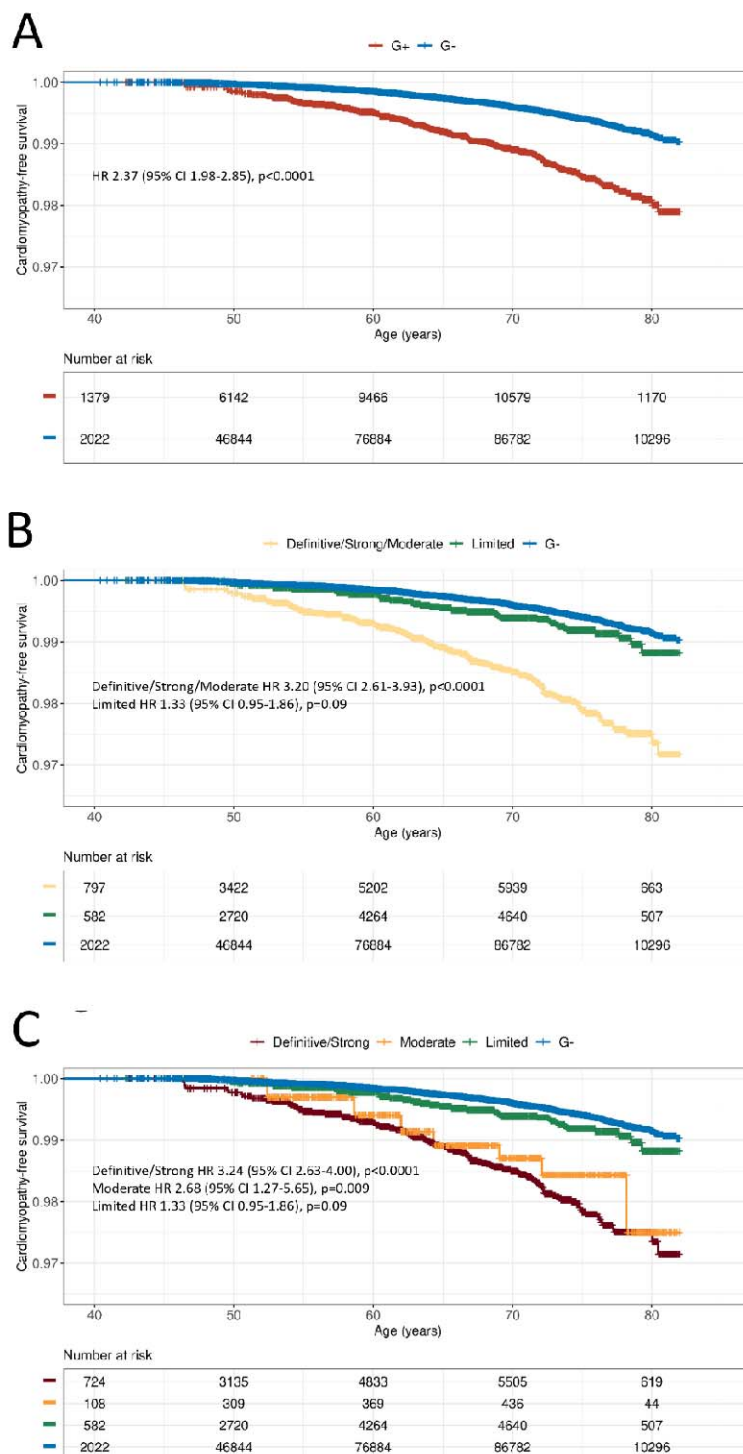 A
G+ G-
1.00
0.99
0.98
0.97
Cardiomyopathy-free survival
HR 2.37 (95% CI 1.98-2.85), p<0.0001
40 50 60 70 80
Age (years)
Number at risk
1379 6142 9466 10579 1170
2022 46844 76884 86782 10296
B
Definitive/Strong/Moderate Limited G-
1.00
0.99
0.98
0.97
Cardiomyopathy-free survival
Definitive/Strong/Moderate HR 3.20 (95% CI 2.61-3.93), p<0.0001
Limited HR 1.33 (95% CI 0.95-1.86), p=0.09
40 50 60 70 80
Age (years)
Number at risk
797 3422 5202 5939 663
582 2720 4264 4640 507
2022 46844 76884 86782 10296
C
Definitive/Strong Moderate Limited G-
1.00
0.99
0.98
0.97
Cardiomyopathy-free survival
Definitive/Strong HR 3.24 (95% CI 2.63-4.00), p<0.0001
Moderate HR 2.68 (95% CI 1.27-5.65), p=0.009
Limited HR 1.33 (95% CI 0.95-1.86), p=0.09
40 50 60 70 80
Age (years)
Number at risk
724 3135 4833 5505 619
108 309 369 436 44
582 2720 4264 4640 507
2022 46844 76884 86782 10296